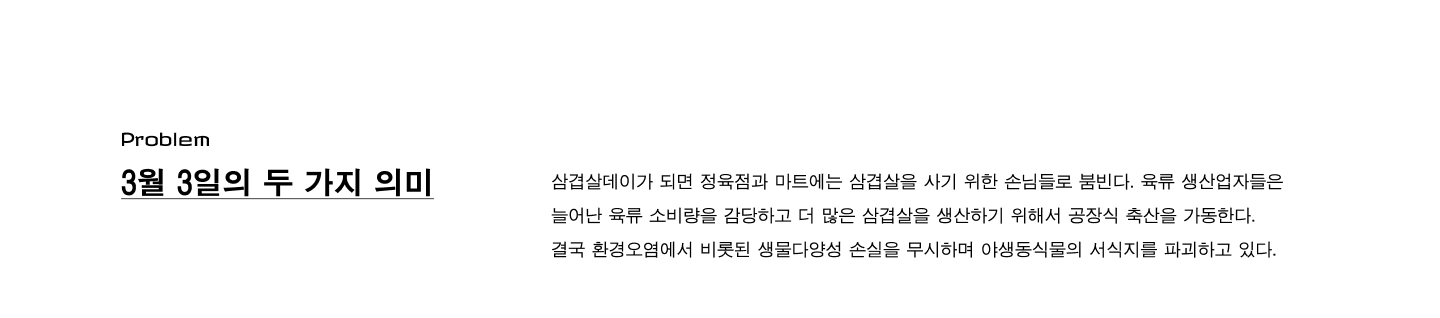 Problem
3월 3일의 두 가지 의미
삼겹살데이가 되면 정육점과 마트에는 삼겹살을 사기 위한 손님들로 붐빈다. 육류 생산업자들은
늘어난 육류 소비량을 감당하고 더 많은 삼겹살을 생산하기 위해서 공장식 축산을 가동한다.
결국 환경오염에서 비롯된 생물다양성 손실을 무시하며 야생동식물의 서식지를 파괴하고 있다.